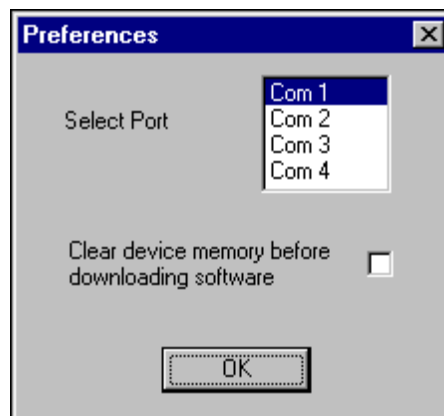 Preferences
Select Port
Com 1
Com 2
Com 3
Com 4
Clear device memory before
downloading software
OK